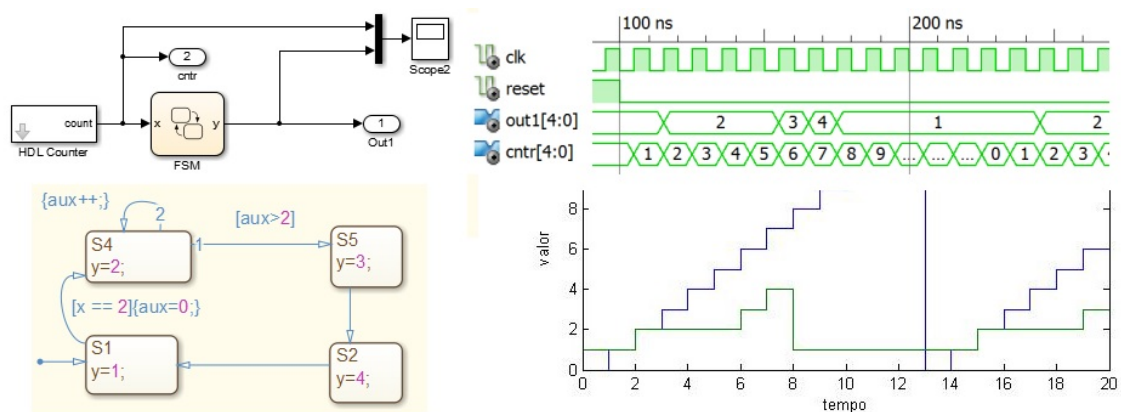 2
cntr
Scope2
count
HDL Counter
x
y
FSM
1
Out1
100 ns
200 ns
clk
reset
out1[4:0]
2
3
4
1
2
cntr[4:0]
1
2
3
4
5
6
7
8
9
...
...
...
0
1
2
3
{aux++;}
2
[aux>2]
1
S4
y=2;
S5
y=3;
[x == 2]{aux=0;}
S1
y=1;
S2
y=4;
8
6
4
2
0
valor
0
2
4
6
8
10
12
14
16
18
20
tempo